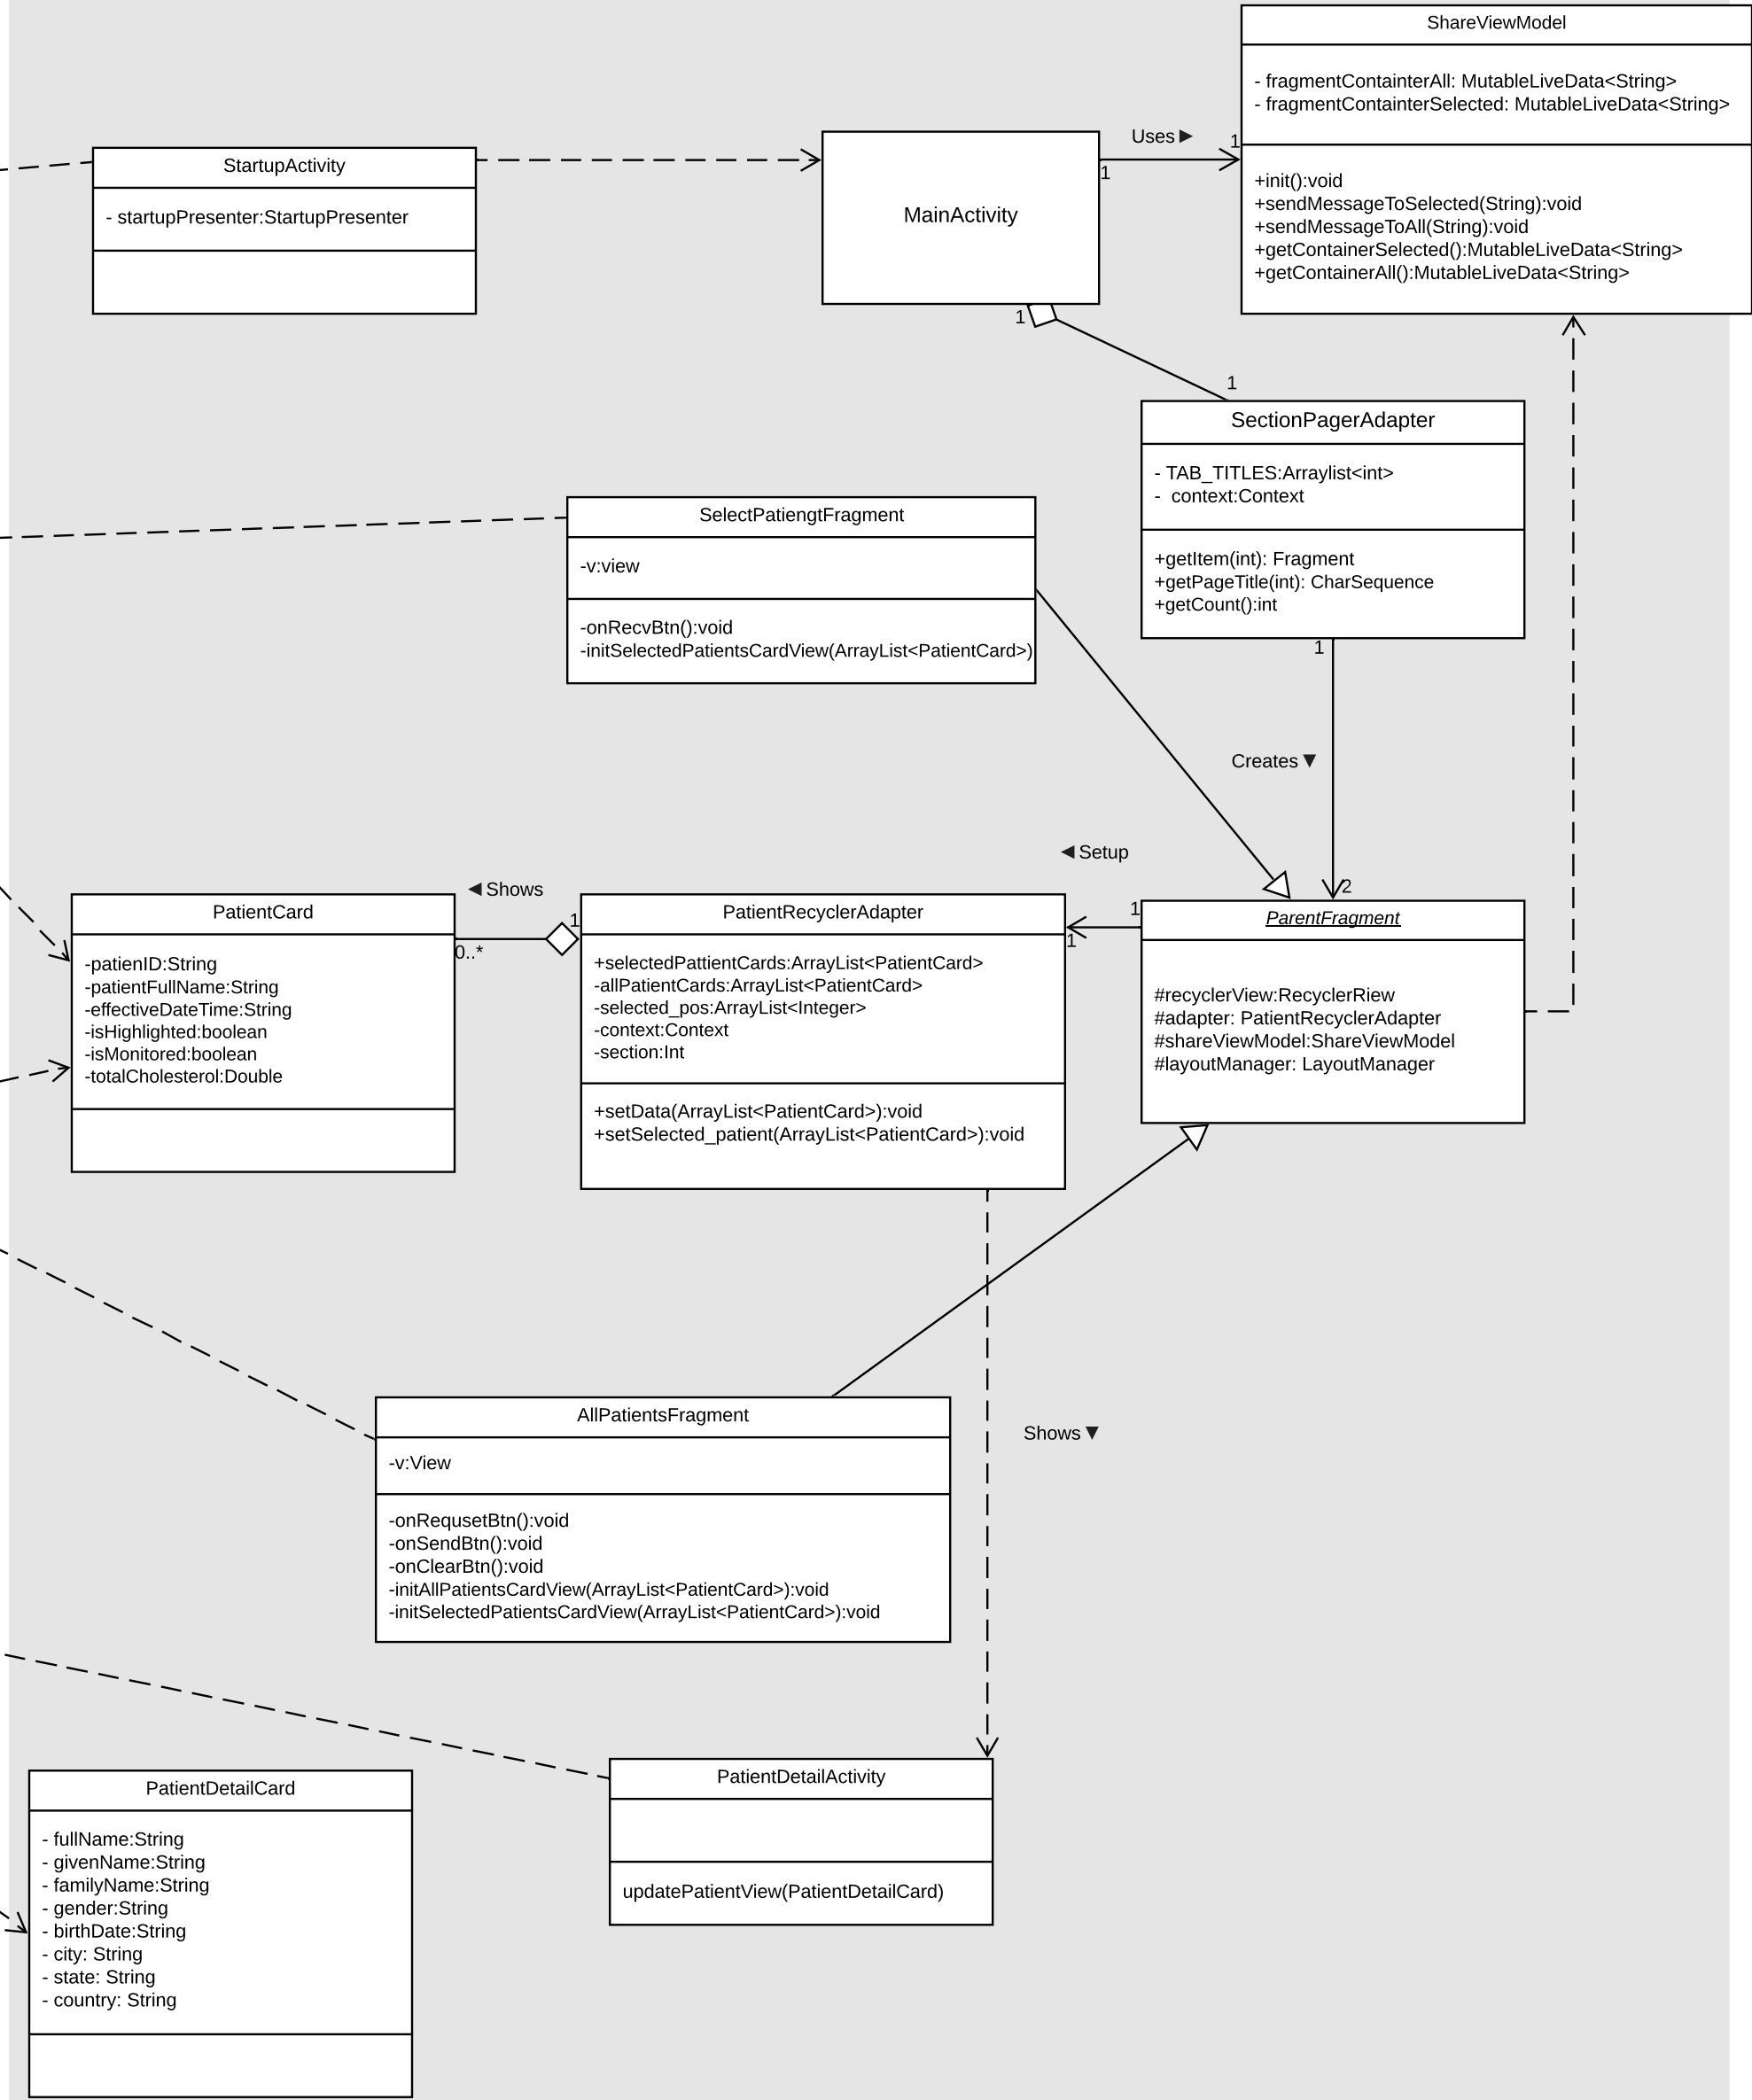 ShareViewModel
- fragmentContainterAll: MutableLiveData<String>
- fragmentContainterSelected: MutableLiveData<String>
+init():void
+sendMessageToSelected(String):void
+sendMessageToAll(String):void
+getContainerSelected():MutableLiveData<String>
+getContainerAll():MutableLiveData<String>
Uses ►
1
1
StartupActivity
- startupPresenter:StartupPresenter
MainActivity
1
1
SectionPagerAdapter
- TAB_TITLES:Arraylist<int>
-  context:Context
+getItem(int): Fragment
+getPageTitle(int): CharSequence
+getCount():int
SelectPatiengtFragment
-v:view
-onRecvBtn():void
-initSelectedPatientsCardView(ArrayList<PatientCard>)
1
Creates ▼
2
◄ Setup
1
1
◄ Shows
1
0..*
PatientCard
-patienID:String
-patientFullName:String
-effectiveDateTime:String
-isHighlighted:boolean
-isMonitored:boolean
-totalCholesterol:Double
PatientRecyclerAdapter
+selectedPattientCards:ArrayList<PatientCard>
-allPatientCards:ArrayList<PatientCard>
-selected_pos:ArrayList<Integer>
-context:Context
-section:Int
+setData(ArrayList<PatientCard>):void
+setSelected_patient(ArrayList<PatientCard>):void
ParentFragment
#recyclerView:RecyclerRiew
#adapter: PatientRecyclerAdapter
#shareViewModel:ShareViewModel
#layoutManager: LayoutManager
AllPatientsFragment
-v:View
-onRequsetBtn():void
-onSendBtn():void
-onClearBtn():void
-initAllPatientsCardView(ArrayList<PatientCard>):void
-initSelectedPatientsCardView(ArrayList<PatientCard>):void
Shows ▼
PatientDetailActivity
updatePatientView(PatientDetailCard)
PatientDetailCard
- fullName:String
- givenName:String
- familyName:String
- gender:String
- birthDate:String
- city: String
- state: String
- country: String